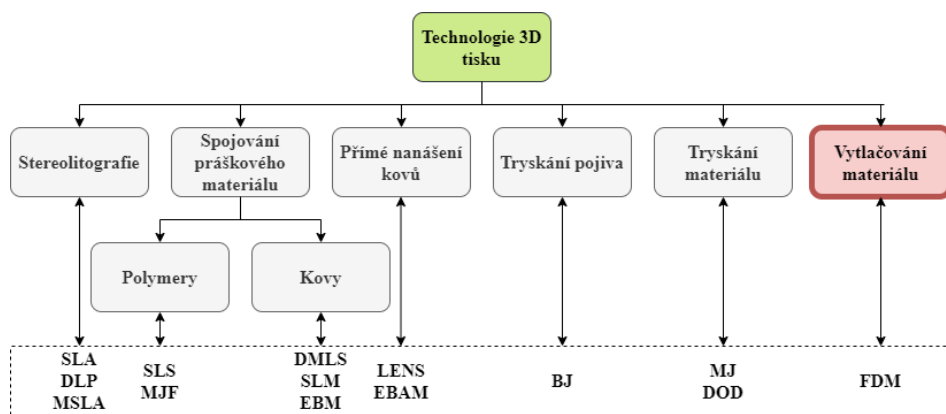 Technologie 3D
tisku
Stereolitografie
Spojování
práškového
materiálu
Přímé nanášení
kovů
Tryskání pojiva
Tryskání
materiálu
Vytlačování
materiálu
Polymery
Kovy
SLA
DLP
MSLA
SLS
MJF
DMLS
SLM
EBM
LENS
EBAM
BJ
MJ
DOD
FDM